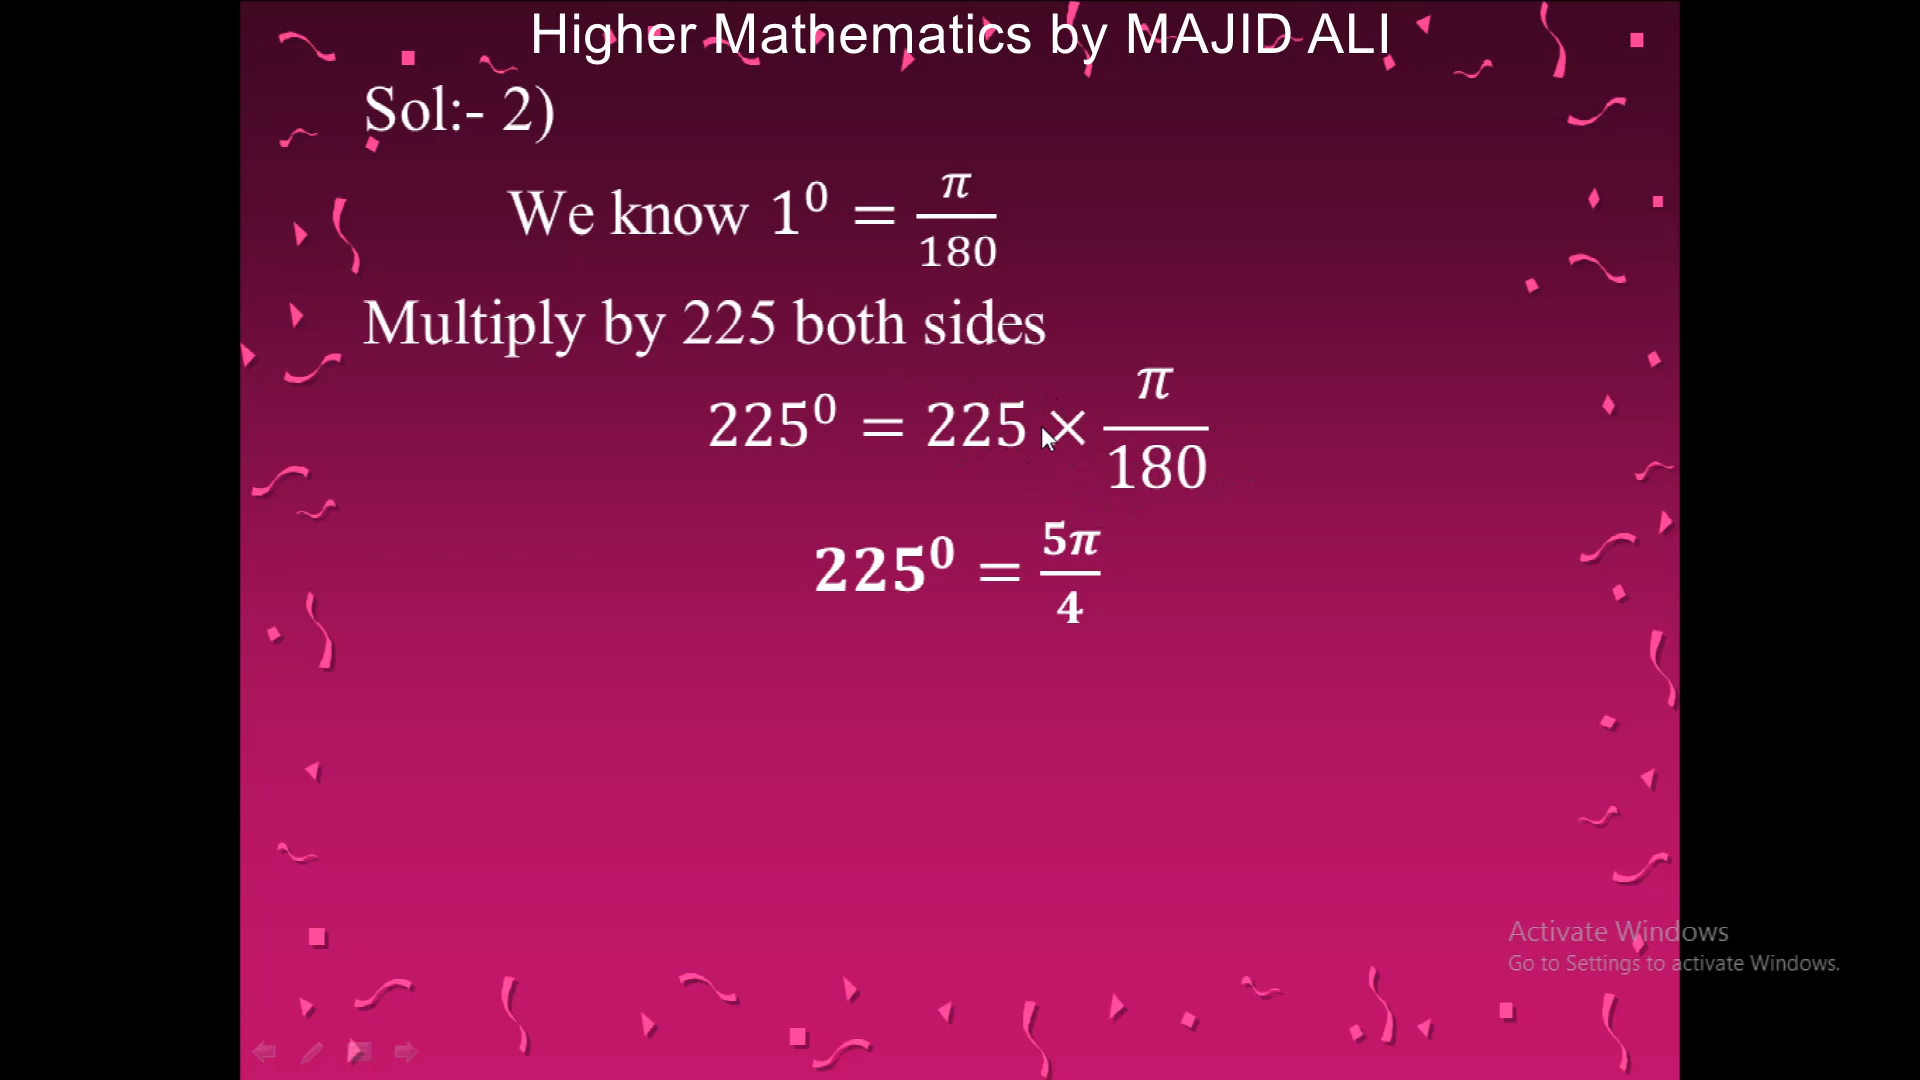 Higher Mathematics by MAJID ALI
Sol:- 2)
We know 1⁰ = π/180
Multiply by 225 both sides
225⁰ = 225 × π/180
225⁰ = 5π/4
Activate Windows
Go to Settings to activate Windows.